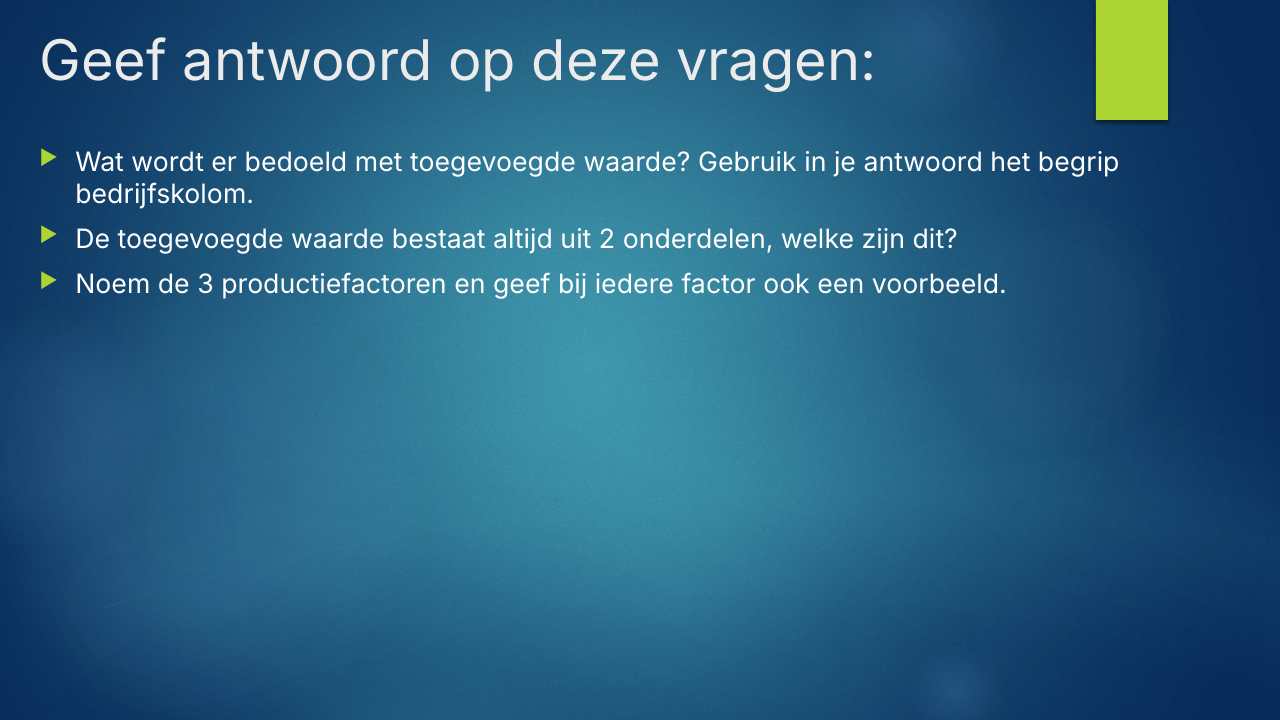 Geef antwoord op deze vragen:
Wat wordt er bedoeld met toegevoegde waarde? Gebruik in je antwoord het begrip
bedrijfskolom.
De toegevoegde waarde bestaat altijd uit 2 onderdelen, welke zijn dit?
Noem de 3 productiefactoren en geef bij iedere factor ook een voorbeeld.